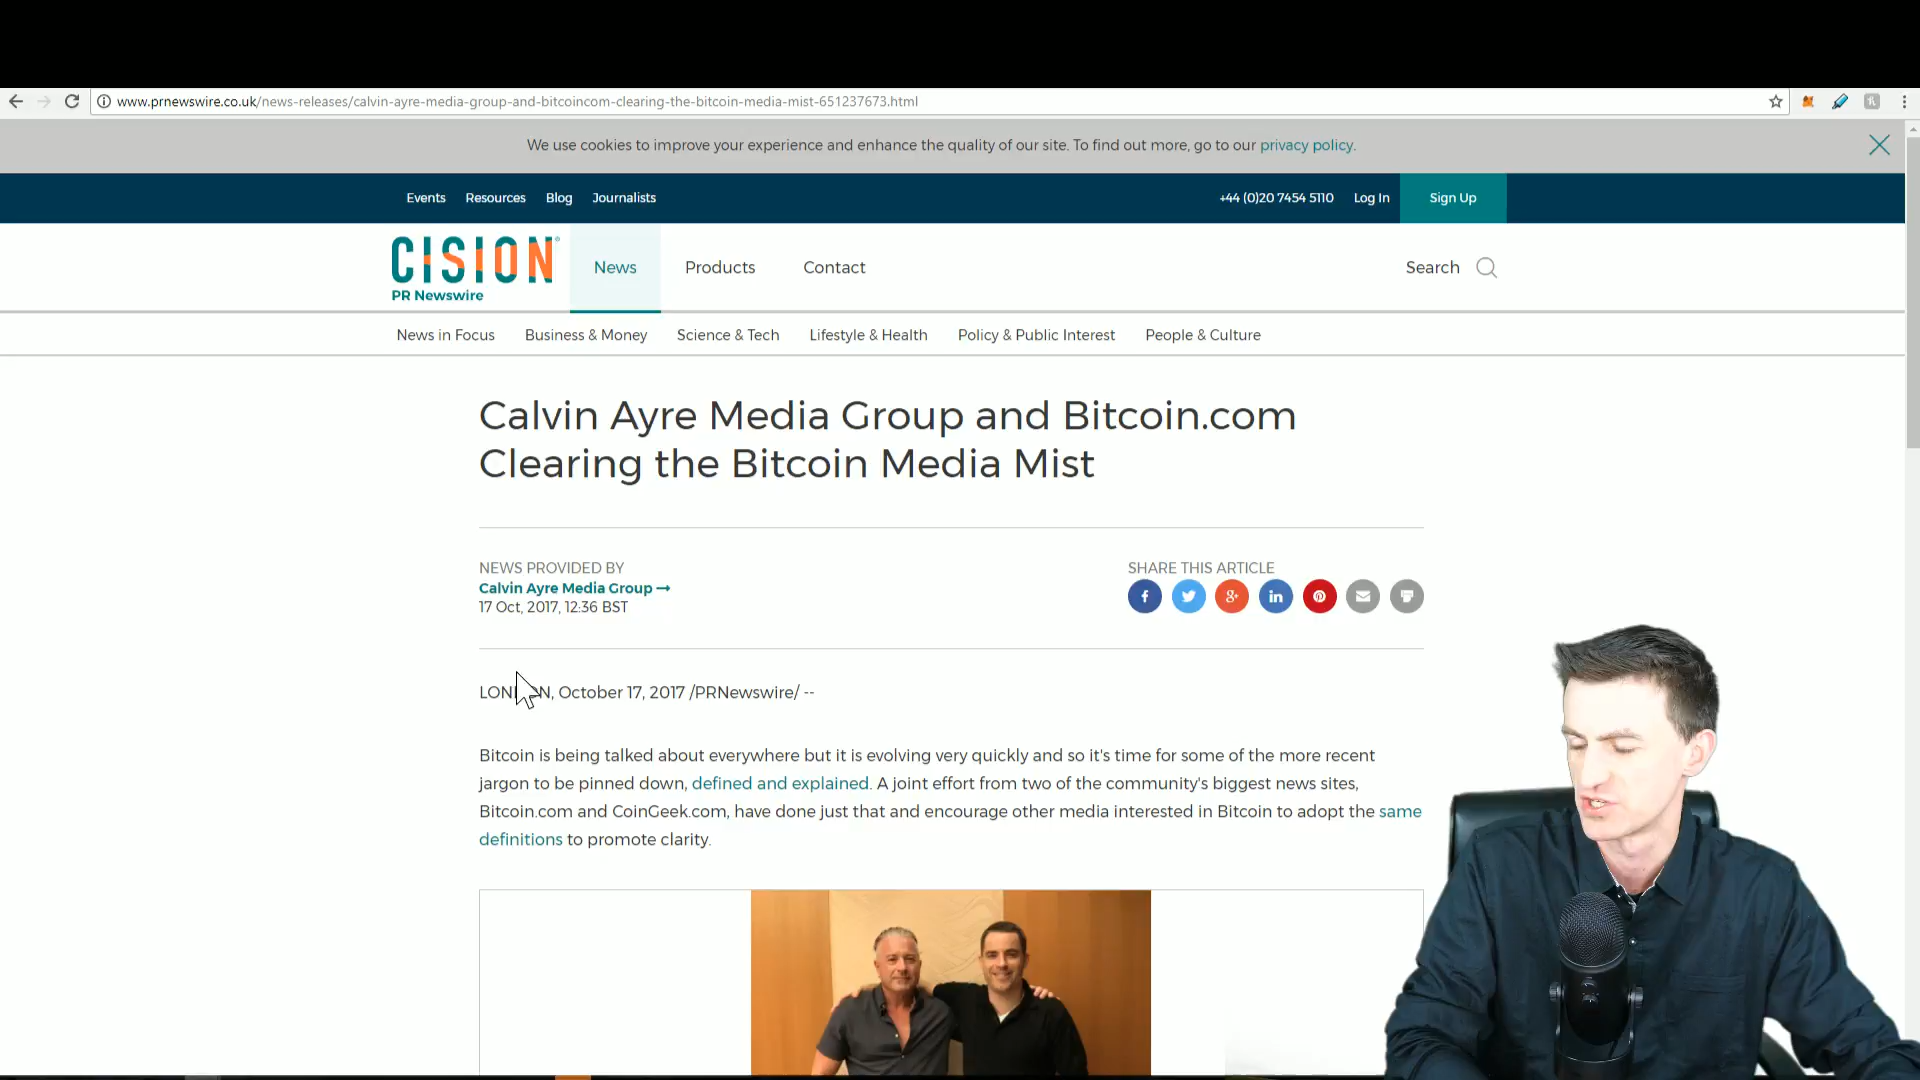 www.prnewswire.co.uk/news-releases/calvin-ayre-media-group-and-bitcoincom-clearing-the-bitcoin-media-mist-651237673.html
We use cookies to improve your experience and enhance the quality of our site. To find out more, go to our privacy policy.
Events Resources Blog Journalists +44 (0)20 7454 5110 Log In Sign Up
CISION®
PR Newswire
News Products Contact Search
News in Focus Business & Money Science & Tech Lifestyle & Health Policy & Public Interest People & Culture
Calvin Ayre Media Group and Bitcoin.com
Clearing the Bitcoin Media Mist
NEWS PROVIDED BY
Calvin Ayre Media Group
17 Oct, 2017, 12:36 BST
SHARE THIS ARTICLE
LONDON, October 17, 2017 /PRNewswire/ --
Bitcoin is being talked about everywhere but it is evolving very quickly and so it's time for some of the more recent
jargon to be pinned down, defined and explained. A joint effort from two of the community's biggest news sites,
Bitcoin.com and CoinGeek.com, have done just that and encourage other media interested in Bitcoin to adopt the same
definitions to promote clarity.